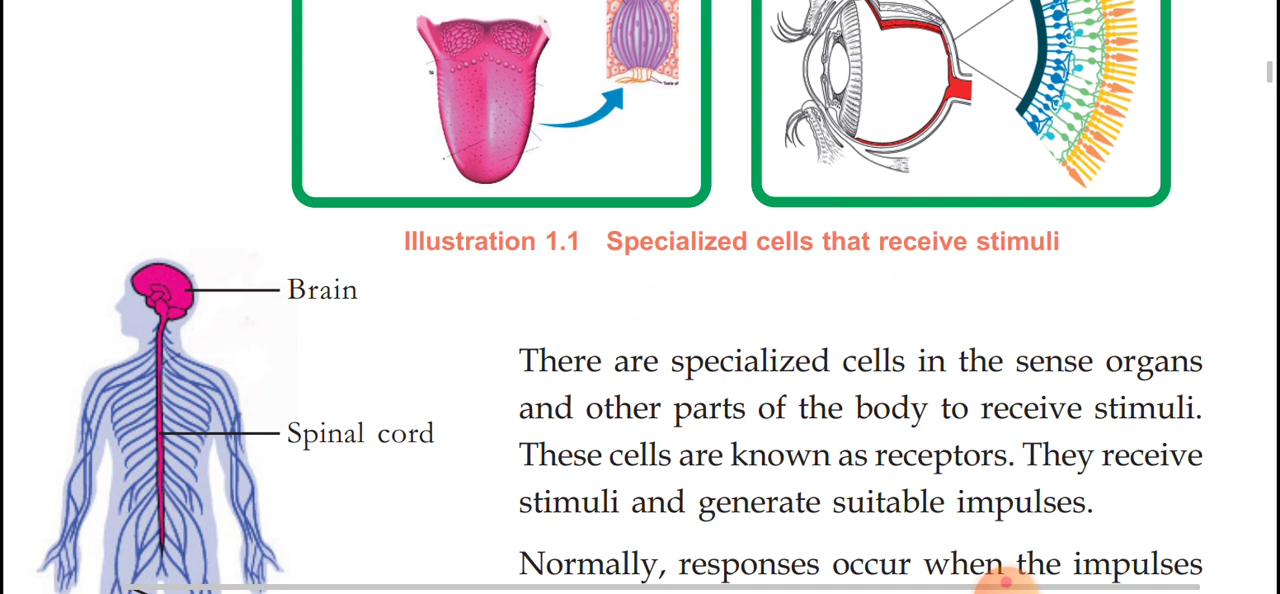 Illustration 1.1 Specialized cells that receive stimuli
Brain
Spinal cord
There are specialized cells in the sense organs
and other parts of the body to receive stimuli.
These cells are known as receptors. They receive
stimuli and generate suitable impulses.
Normally, responses occur when the impulses